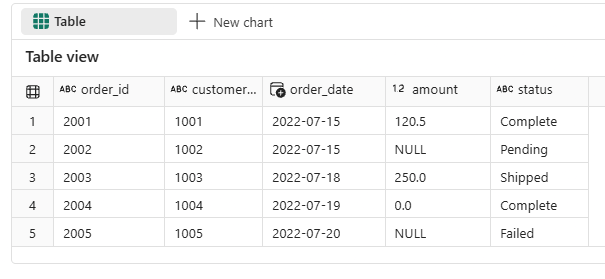 Table + New chart
Table view
ABC order_id ABC customer... order_date 12 amount ABC status
1 2001 1001 2022-07-15 120.5 Complete
2 2002 1002 2022-07-15 NULL Pending
3 2003 1003 2022-07-18 250.0 Shipped
4 2004 1004 2022-07-19 0.0 Complete
5 2005 1005 2022-07-20 NULL Failed